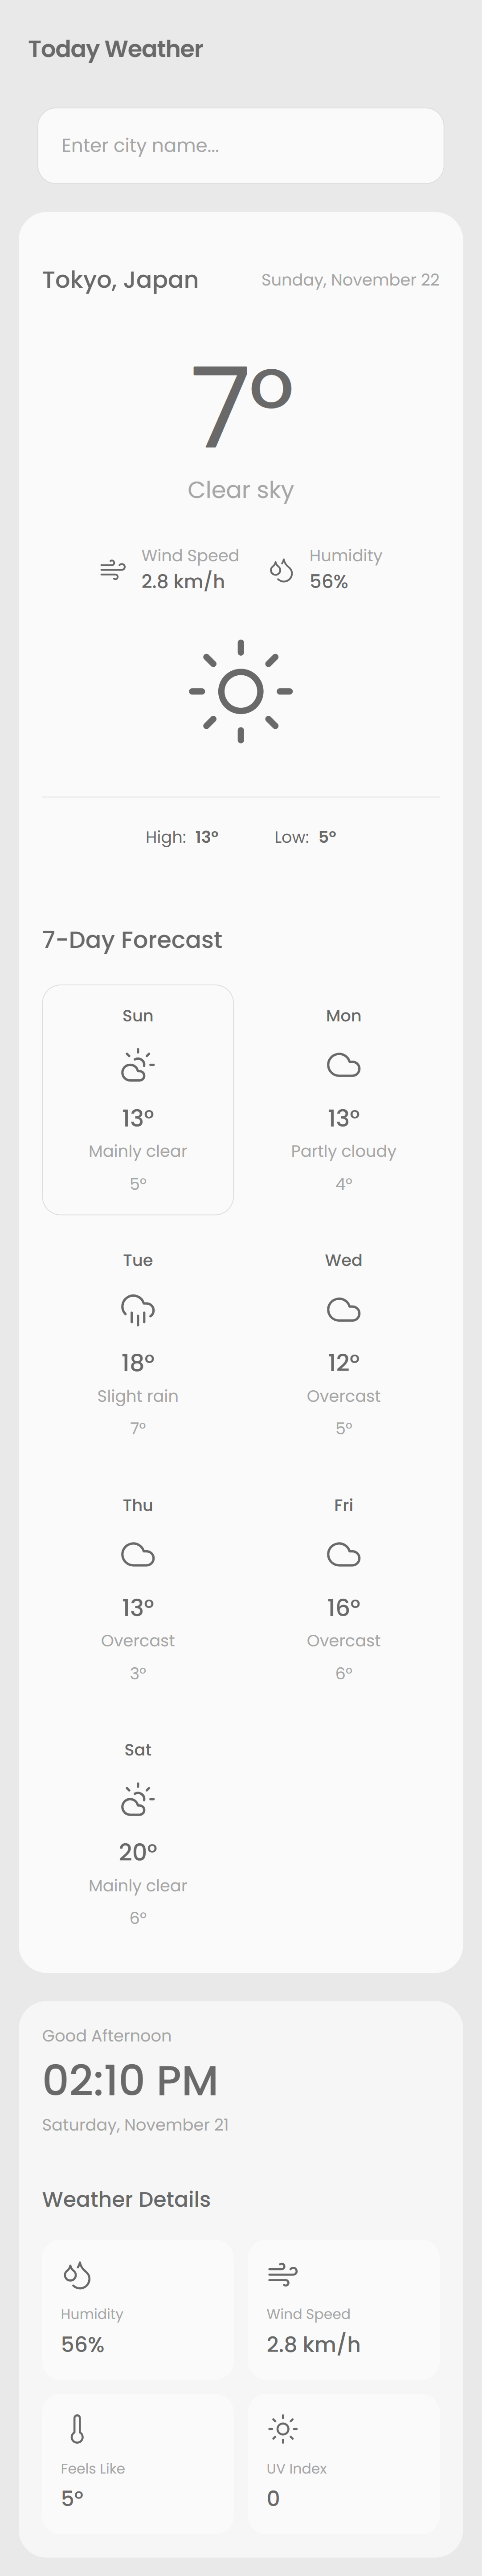 Today Weather
Enter city name...
Tokyo, Japan
Sunday, November 22
7°
Clear sky
Wind Speed
2.8 km/h
Humidity
56%
High: 13°
Low: 5°
7-Day Forecast
Sun
13°
Mainly clear
5°
Mon
13°
Partly cloudy
4°
Tue
18°
Slight rain
7°
Wed
12°
Overcast
5°
Thu
13°
Overcast
3°
Fri
16°
Overcast
6°
Sat
20°
Mainly clear
6°
Good Afternoon
02:10 PM
Saturday, November 21
Weather Details
Humidity
56%
Wind Speed
2.8 km/h
Feels Like
5°
UV Index
0